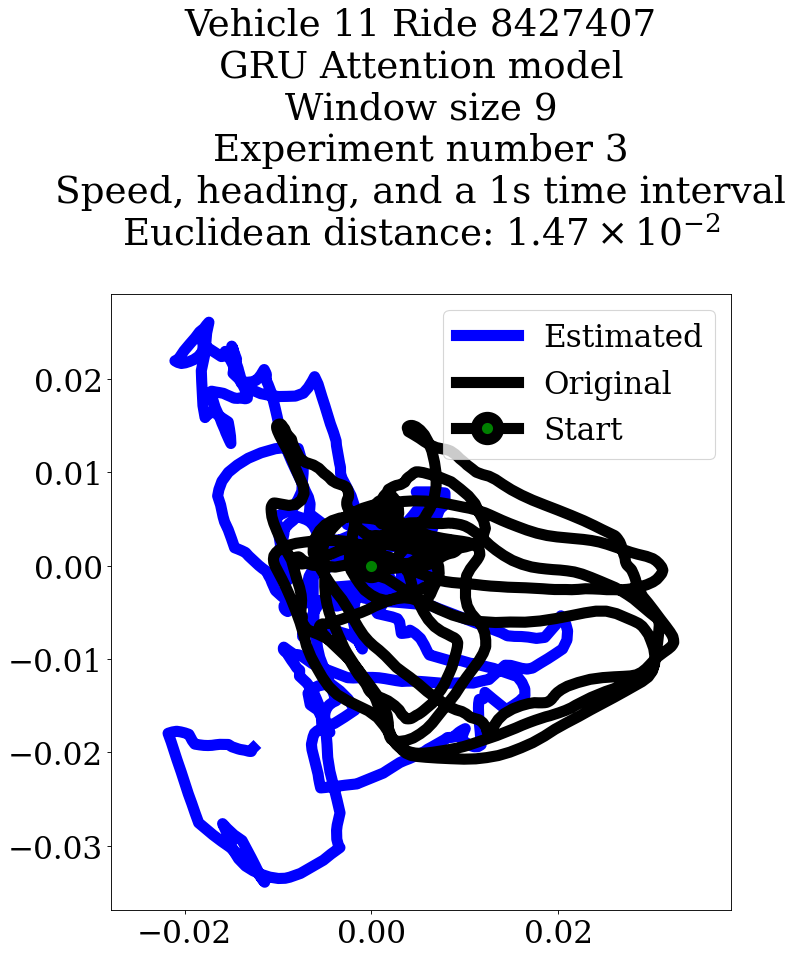 Vehicle 11 Ride 8427407
GRU Attention model
Window size 9
Experiment number 3
Speed, heading, and a 1s time interval
Euclidean distance: 1.47 × 10⁻²
Estimated
Original
Start
0.02
0.01
0.00
−0.01
−0.02
−0.03
−0.02
0.00
0.02